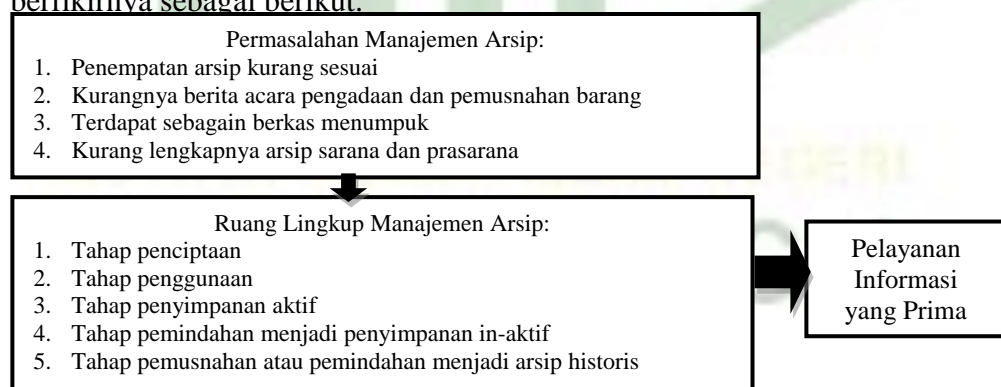 berfikirnya sebagai berikut:
Permasalahan Manajemen Arsip:
1. Penempatan arsip kurang sesuai
2. Kurangnya berita acara pengadaan dan pemusnahan barang
3. Terdapat sebagain berkas menumpuk
4. Kurang lengkapnya arsip sarana dan prasarana
Ruang Lingkup Manajemen Arsip:
1. Tahap penciptaan
2. Tahap penggunaan
3. Tahap penyimpanan aktif
4. Tahap pemindahan menjadi penyimpanan in-aktif
5. Tahap pemusnahan atau pemindahan menjadi arsip historis
Pelayanan
Informasi
yang Prima